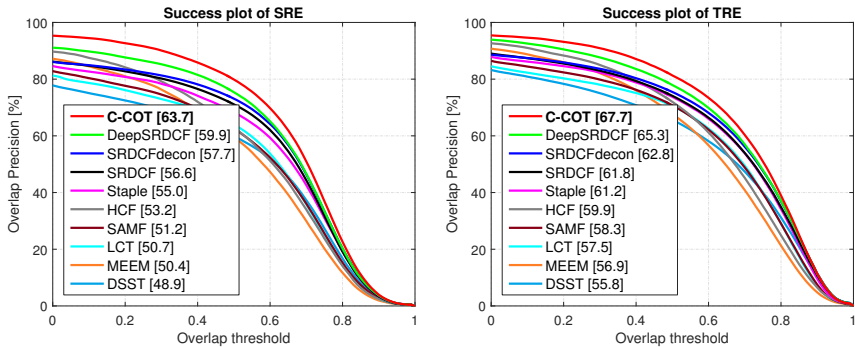 Success plot of SRE
Overlap Precision [%]
100
80
60
40
20
0
C-COT [63.7]
DeepSRDCF [59.9]
SRDCFdecon [57.7]
SRDCF [56.6]
Staple [55.0]
HCF [53.2]
SAMF [51.2]
LCT [50.7]
MEEM [50.4]
DSST [48.9]
0 0.2 0.4 0.6 0.8 1
Overlap threshold
Success plot of TRE
Overlap Precision [%]
100
80
60
40
20
0
C-COT [67.7]
DeepSRDCF [65.3]
SRDCFdecon [62.8]
SRDCF [61.8]
Staple [61.2]
HCF [59.9]
SAMF [58.3]
LCT [57.5]
MEEM [56.9]
DSST [55.8]
0 0.2 0.4 0.6 0.8 1
Overlap threshold